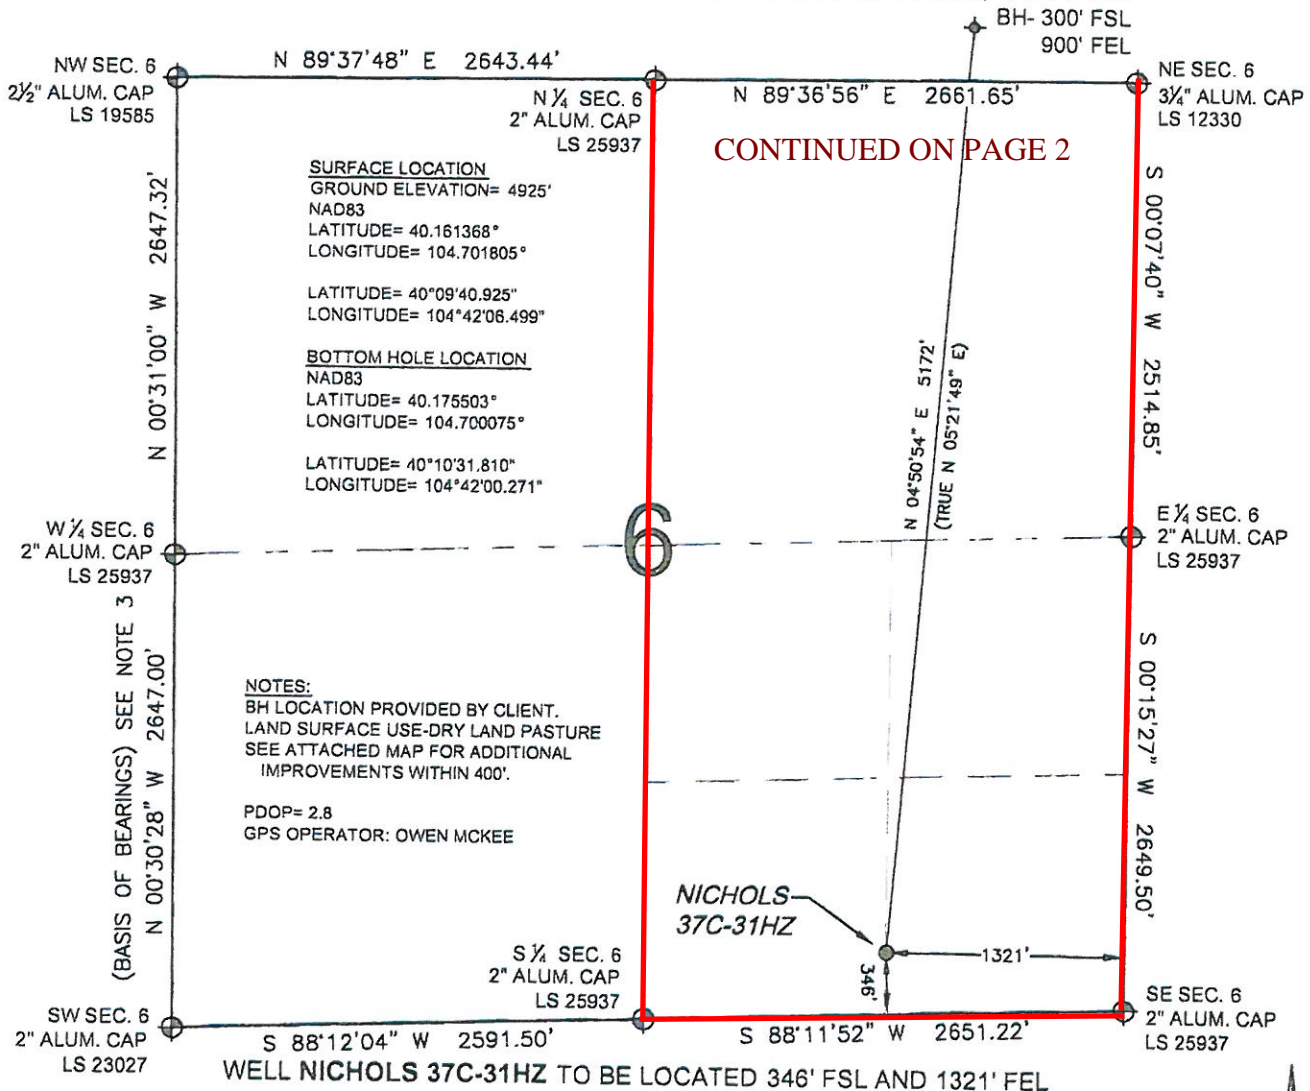 BH- 300' FSL
900' FEL
NW SEC. 6
2½" ALUM. CAP
LS 19585
N 89°37'48" E 2643.44'
N ¼ SEC. 6
2" ALUM. CAP
LS 25937
N 89°36'56" E 2661.65'
NE SEC. 6
3¼" ALUM. CAP
LS 12330
CONTINUED ON PAGE 2
SURFACE LOCATION
GROUND ELEVATION= 4925'
NAD83
LATITUDE= 40.161368°
LONGITUDE= 104.701805°
LATITUDE= 40°09'40.925"
LONGITUDE= 104°42'06.499"
BOTTOM HOLE LOCATION
NAD83
LATITUDE= 40.175503°
LONGITUDE= 104.700075°
LATITUDE= 40°10'31.810"
LONGITUDE= 104°42'00.271"
N 00°31'00" W 2647.32'
S 00°07'40" W 2514.85'
N 04°50'54" E 5172'
(TRUE N 05°21'49" E)
W ¼ SEC. 6
2" ALUM. CAP
LS 25937
6
E ¼ SEC. 6
2" ALUM. CAP
LS 25937
(BASIS OF BEARINGS) SEE NOTE 3
N 00°30'28" W 2647.00'
NOTES:
BH LOCATION PROVIDED BY CLIENT.
LAND SURFACE USE-DRY LAND PASTURE
SEE ATTACHED MAP FOR ADDITIONAL
IMPROVEMENTS WITHIN 400'.
PDOP= 2.8
GPS OPERATOR: OWEN MCKEE
S 00°15'27" W 2649.50'
NICHOLS
37C-31HZ
1321'
346'
S ¼ SEC. 6
2" ALUM. CAP
LS 25937
SW SEC. 6
2" ALUM. CAP
LS 23027
S 88°12'04" W 2591.50'
S 88°11'52" W 2651.22'
SE SEC. 6
2" ALUM. CAP
LS 25937
WELL NICHOLS 37C-31HZ TO BE LOCATED 346' FSL AND 1321' FEL